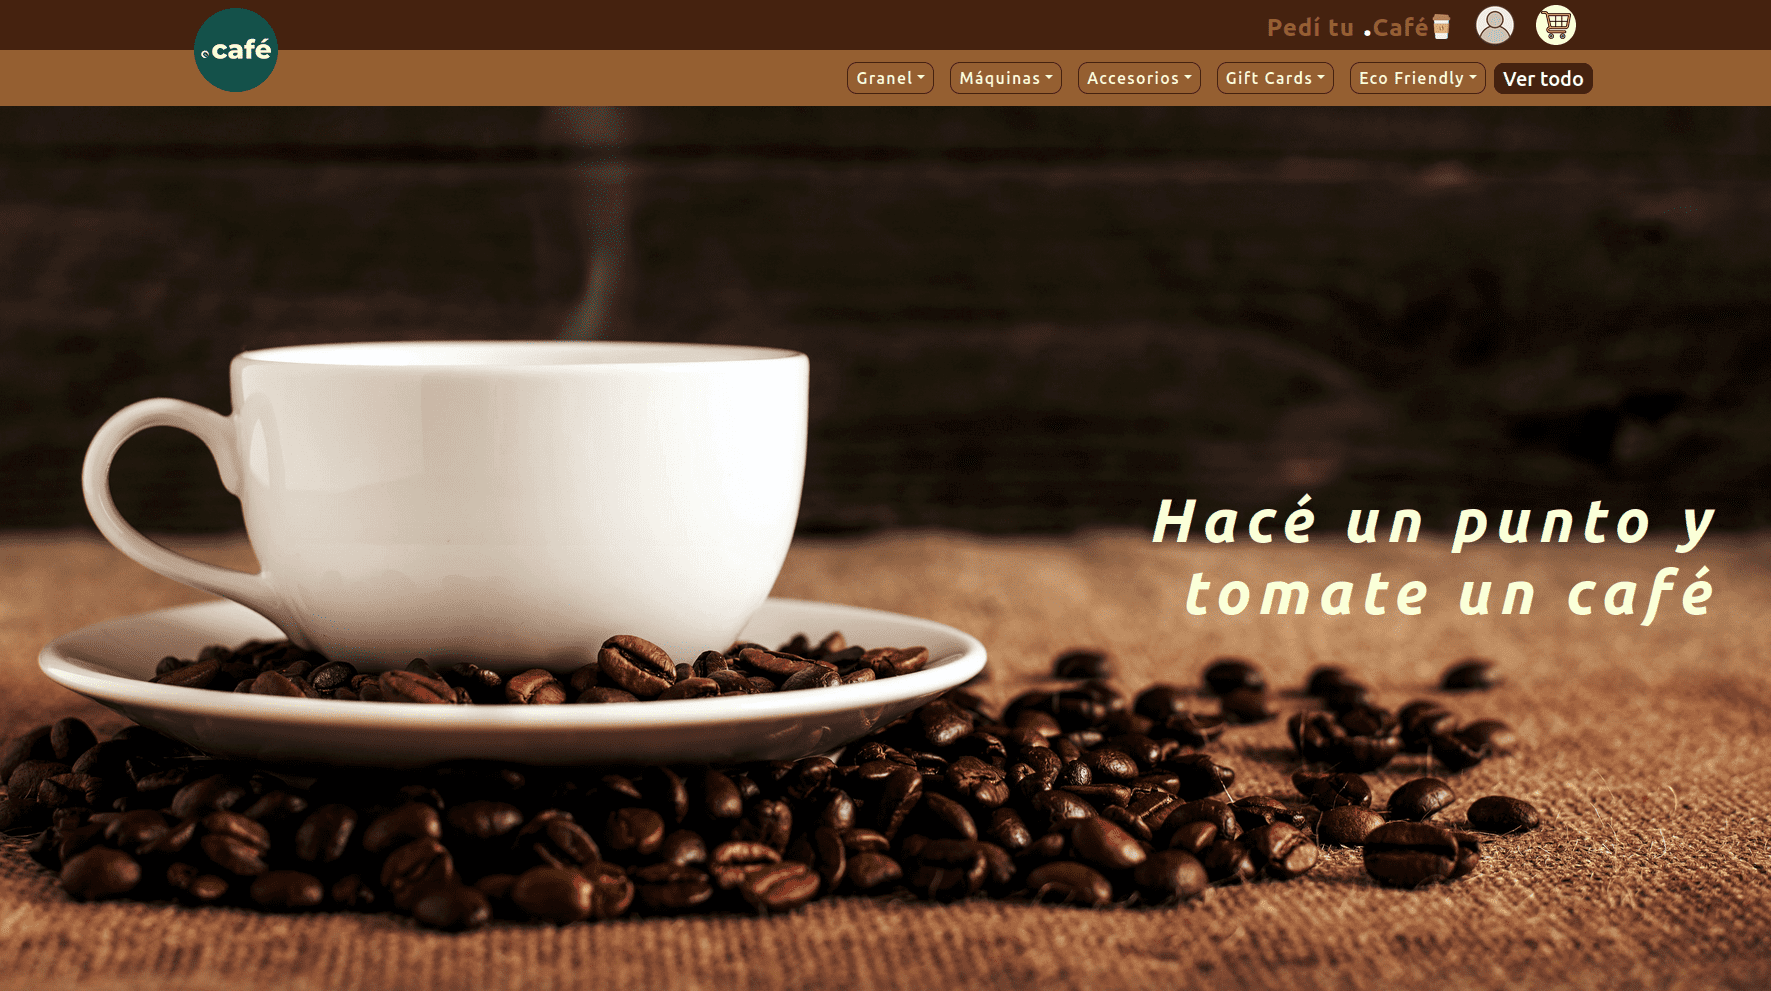 .café
Pedí tu .Café
Granel
Máquinas
Accesorios
Gift Cards
Eco Friendly
Ver todo
Hacé un punto y
tomate un café